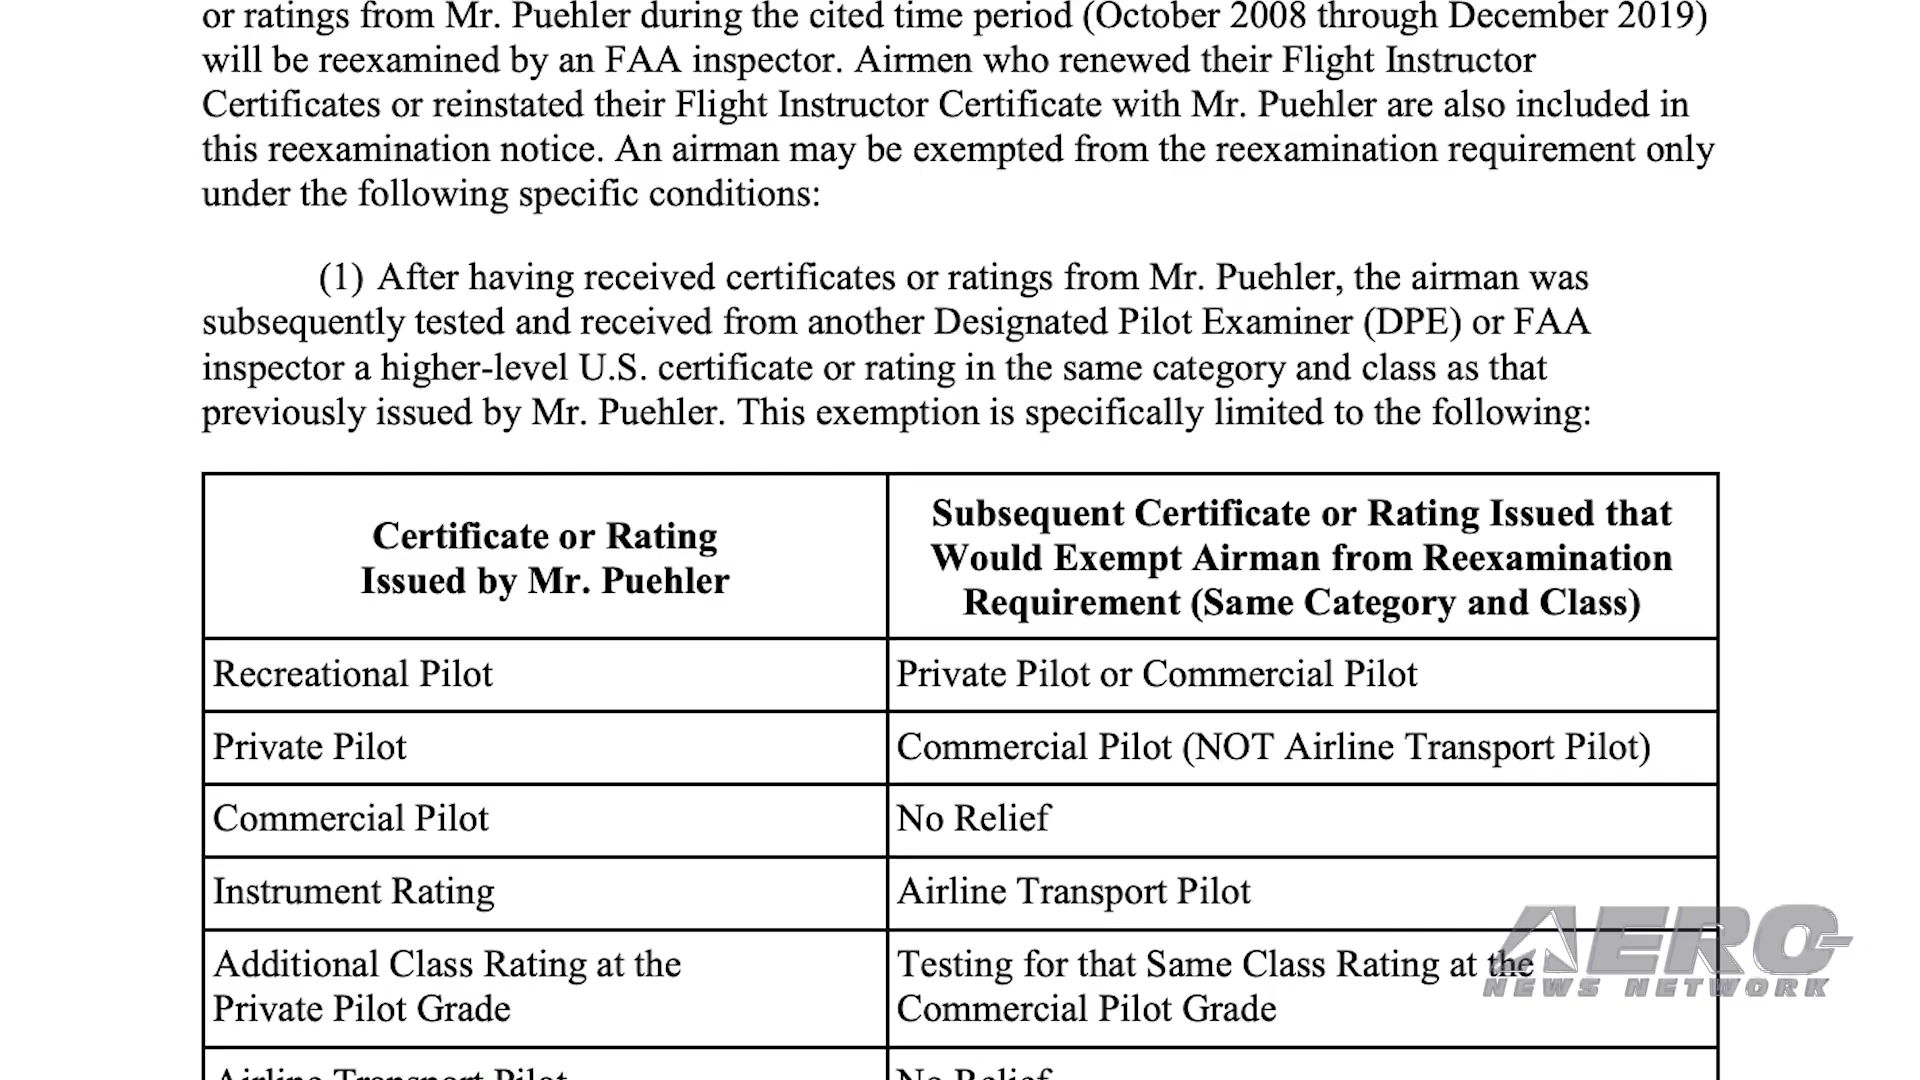 or ratings from Mr. Puehler during the cited time period (October 2008 through December 2019)
will be reexamined by an FAA inspector. Airmen who renewed their Flight Instructor
Certificates or reinstated their Flight Instructor Certificate with Mr. Puehler are also included in
this reexamination notice. An airman may be exempted from the reexamination requirement only
under the following specific conditions:
(1) After having received certificates or ratings from Mr. Puehler, the airman was
subsequently tested and received from another Designated Pilot Examiner (DPE) or FAA
inspector a higher-level U.S. certificate or rating in the same category and class as that
previously issued by Mr. Puehler. This exemption is specifically limited to the following:
Certificate or Rating
Issued by Mr. Puehler
Subsequent Certificate or Rating Issued that
Would Exempt Airman from Reexamination
Requirement (Same Category and Class)
Recreational Pilot
Private Pilot or Commercial Pilot
Private Pilot
Commercial Pilot (NOT Airline Transport Pilot)
Commercial Pilot
No Relief
Instrument Rating
Airline Transport Pilot
Additional Class Rating at the
Private Pilot Grade
Testing for that Same Class Rating at the
Commercial Pilot Grade
Airline Transport Pilot
No Relief
AERO
NEWS NETWORK